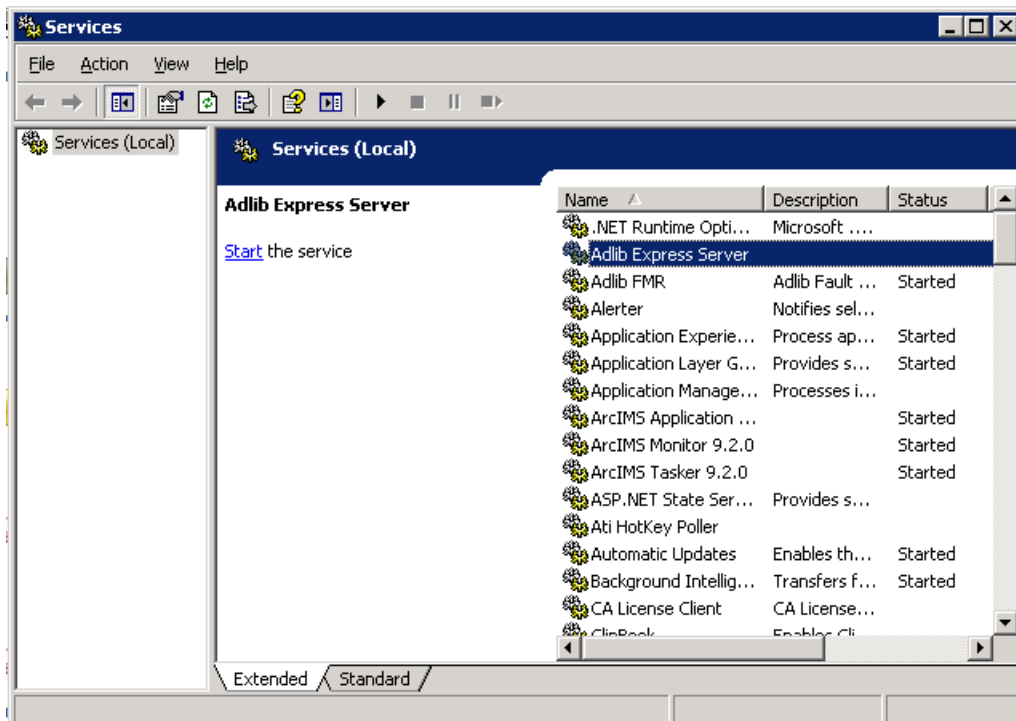 Services
File Action View Help
Services (Local)
Services (Local)
Adlib Express Server
Start the service
Name Description Status
.NET Runtime Opti... Microsoft ....
Adlib Express Server
Adlib FMR Adlib Fault ... Started
Alerter Notifies sel...
Application Experie... Process ap... Started
Application Layer G... Provides s... Started
Application Manage... Processes i...
ArcIMS Application ... Started
ArcIMS Monitor 9.2.0 Started
ArcIMS Tasker 9.2.0 Started
ASP.NET State Ser... Provides s...
Ati HotKey Poller
Automatic Updates Enables th... Started
Background Intellig... Transfers f... Started
CA License Client CA License...
ClipBook Enables Cli...
Extended Standard